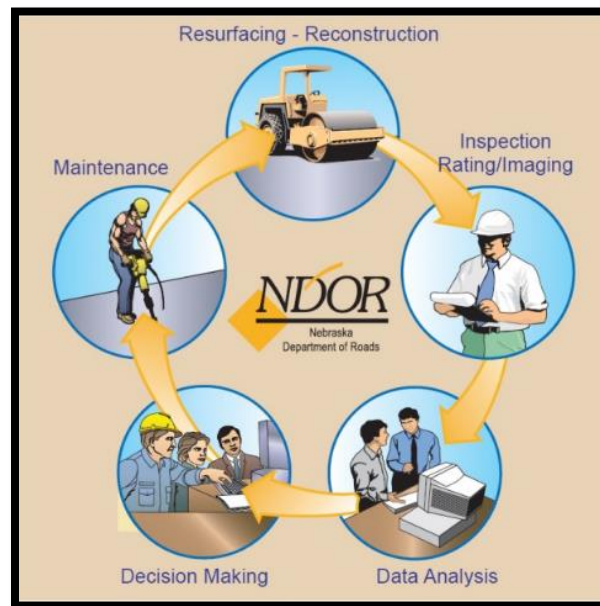 Resurfacing - Reconstruction
Inspection
Rating/Imaging
Maintenance
NDOR
Nebraska
Department of Roads
Decision Making
Data Analysis